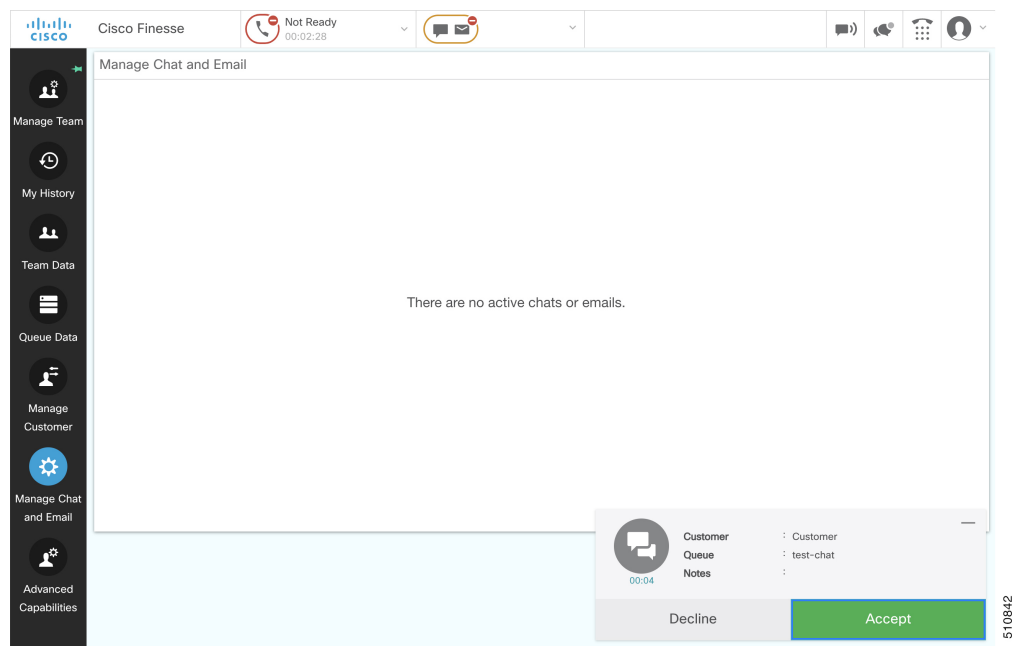 CISCO
Cisco Finesse
Not Ready
00:02:28
Manage Chat and Email
Manage Team
My History
Team Data
Queue Data
Manage
Customer
Manage Chat
and Email
Advanced
Capabilities
There are no active chats or emails.
Customer : Customer
Queue : test-chat
Notes :
00:04
Decline
Accept
510842